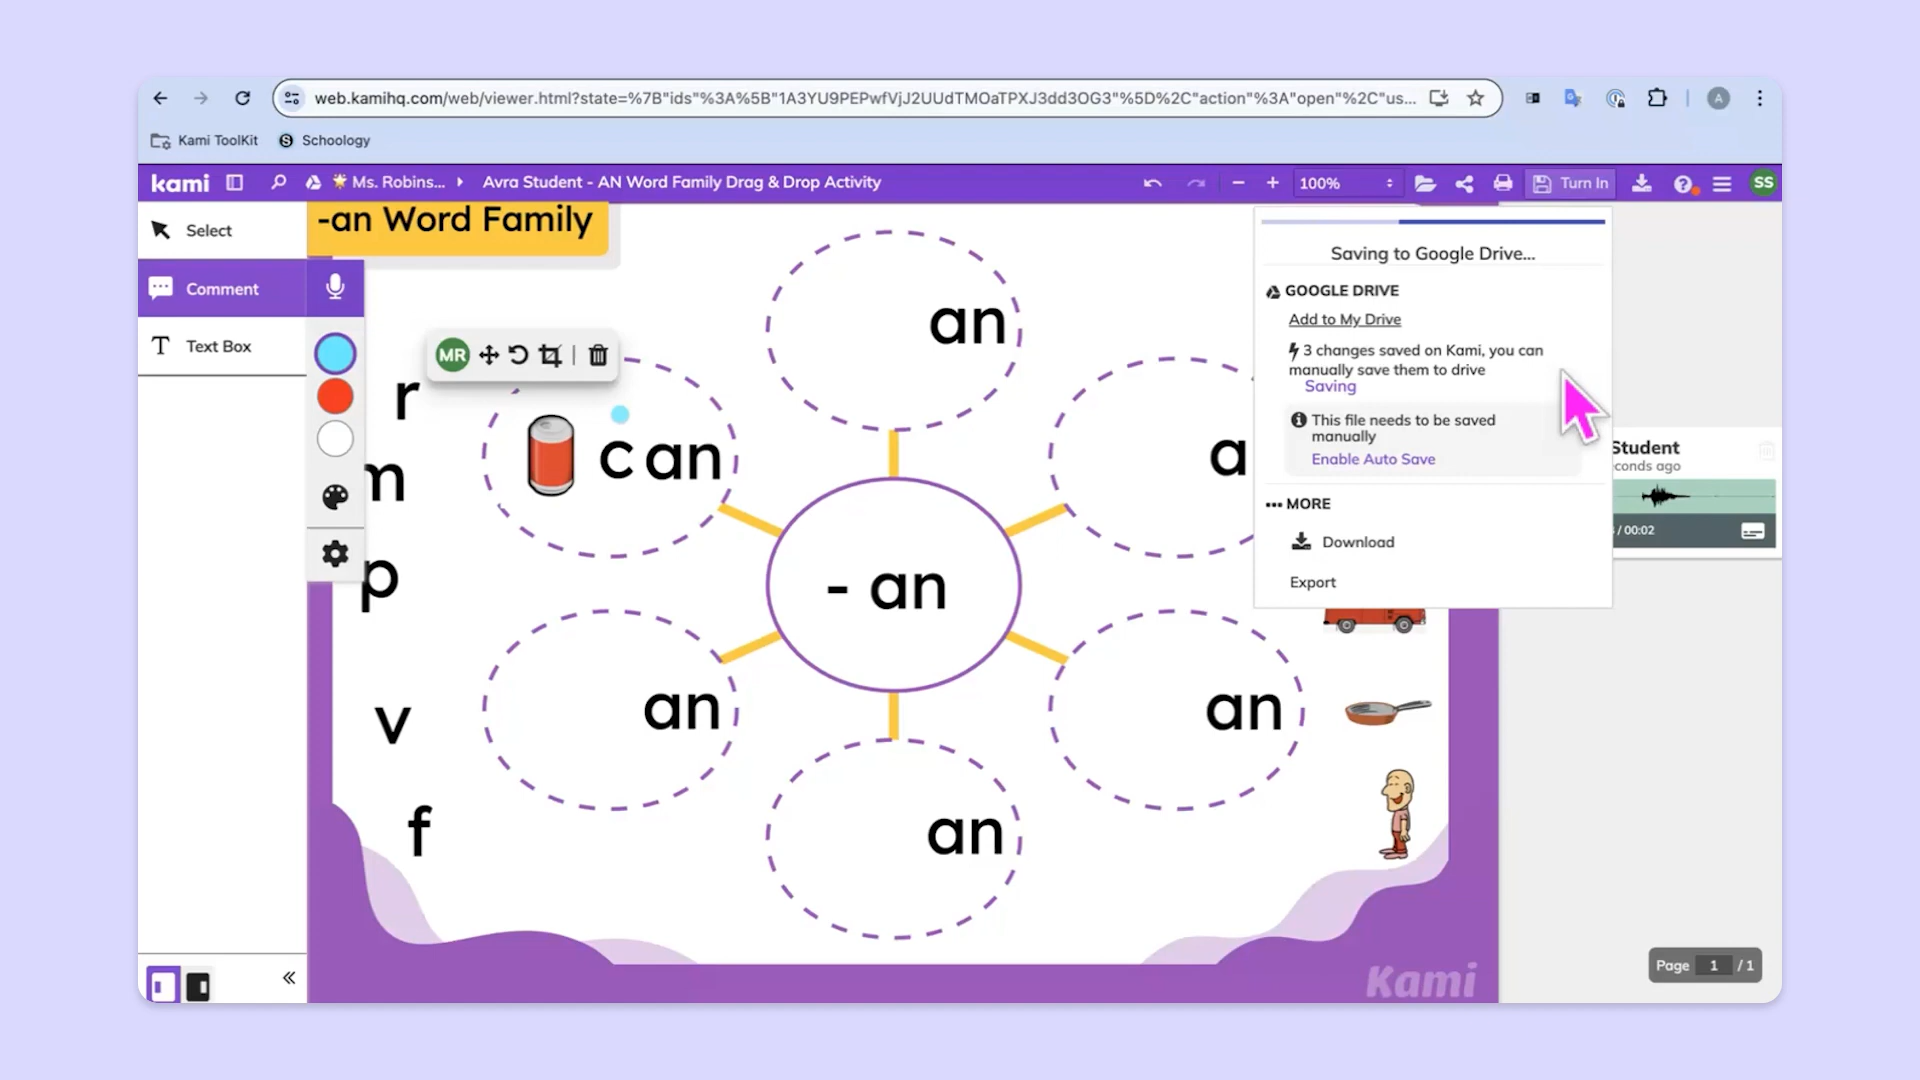 web.kamihq.com/web/viewer.html?state=%7B"ids"%3A%5B"1A3YU9PEPwfVjJ2UUdTMOaTPXJ3dd3OG3"%5D%2C"action"%3A"open"%2C"us...
A
Kami ToolKit
S Schoology
kami
Ms. Robins...
Avra Student - AN Word Family Drag & Drop Activity
100%
Turn In
SS
Select
Comment
Text Box
-an Word Family
MR
r
m
p
v
f
an
can
a
- an
an
an
an
Saving to Google Drive...
GOOGLE DRIVE
Add to My Drive
3 changes saved on Kami, you can
manually save them to drive
Saving
This file needs to be saved
manually
Enable Auto Save
MORE
Download
Export
Student
conds ago
/ 00:02
Kami
Page 1 / 1